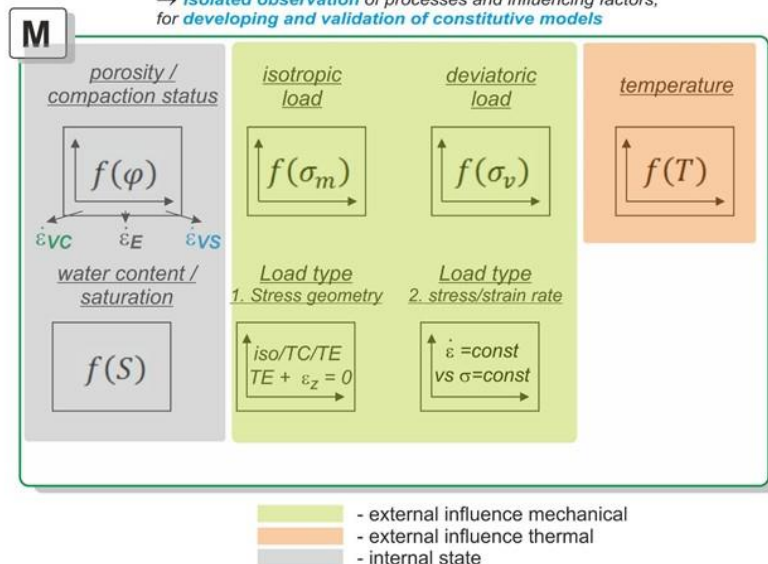 → isolated observation of processes and influencing factors,
for developing and validation of constitutive models
M
porosity /
compaction status
f(φ)
ε̇VC ε̇E ε̇VS
water content /
saturation
f(S)
isotropic
load
f(σm)
deviatoric
load
f(σv)
Load type
1. Stress geometry
iso/TC/TE
TE + εz = 0
Load type
2. stress/strain rate
ε̇ =const
vs σ=const
temperature
f(T)
- external influence mechanical
- external influence thermal
- internal state